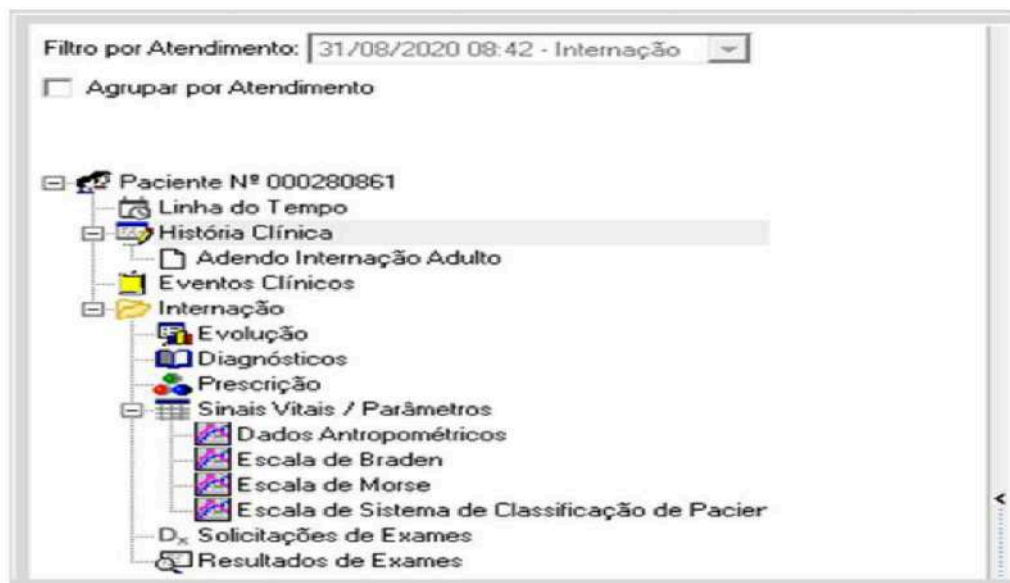 Filtro por Atendimento: 31/08/2020 08:42 - Internação
Agrupar por Atendimento
Paciente Nº 000280861
Linha do Tempo
História Clínica
Adendo Internação Adulto
Eventos Clínicos
Internação
Evolução
Diagnósticos
Prescrição
Sinais Vitais / Parâmetros
Dados Antropométricos
Escala de Braden
Escala de Morse
Escala de Sistema de Classificação de Pacier
Dx Solicitações de Exames
Resultados de Exames